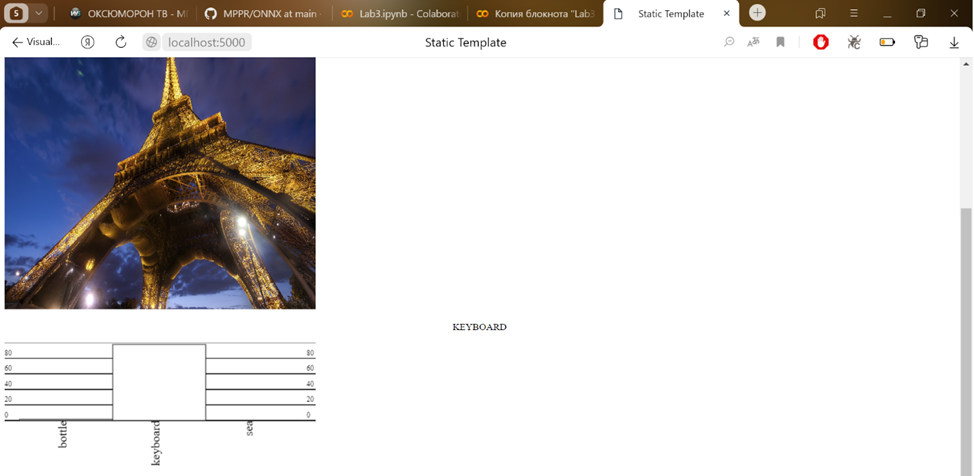 5
ОКСЮМОРОН ТВ - М
MPPR/ONNX at main
Lab3.ipynb - Colaborat
Копия блокнота "Lab3
Static Template
Visual...
localhost:5000
Static Template
KEYBOARD
80 80
60 60
40 40
20 20
0 0
bottle
keyboard
sea